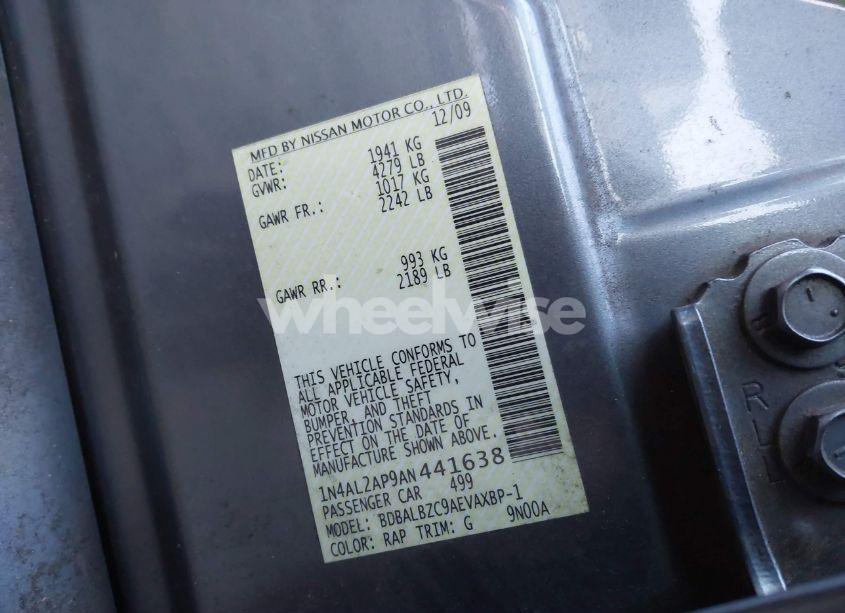 MFD BY NISSAN MOTOR CO., LTD.
DATE: 12/09
GVWR: 1941 KG
4279 LB
GAWR FR.: 1017 KG
2242 LB
GAWR RR.: 993 KG
2189 LB
wheelwise
THIS VEHICLE CONFORMS TO
ALL APPLICABLE FEDERAL
MOTOR VEHICLE SAFETY,
BUMPER, AND THEFT
PREVENTION STANDARDS IN
EFFECT ON THE DATE OF
MANUFACTURE SHOWN ABOVE.
1N4AL2AP9AN441638
PASSENGER CAR 499
MODEL: BDBALBZC9AEVAXBP-1
COLOR: RAP TRIM: G 9N00A
RLL